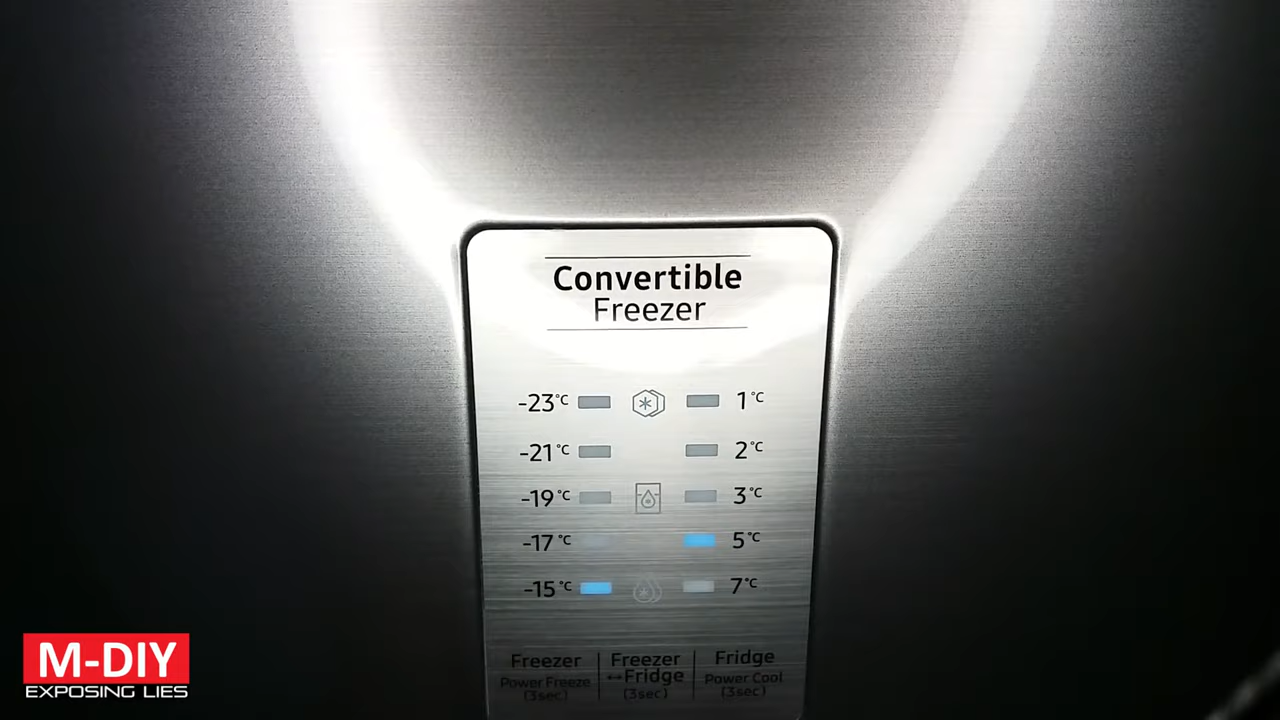 Convertible
Freezer
-23°C 1°C
-21°C 2°C
-19°C 3°C
-17°C 5°C
-15°C 7°C
Freezer Freezer Fridge
↔Fridge
Power Freeze Power Cool
(3sec) (3sec) (3sec)
M-DIY
EXPOSING LIES